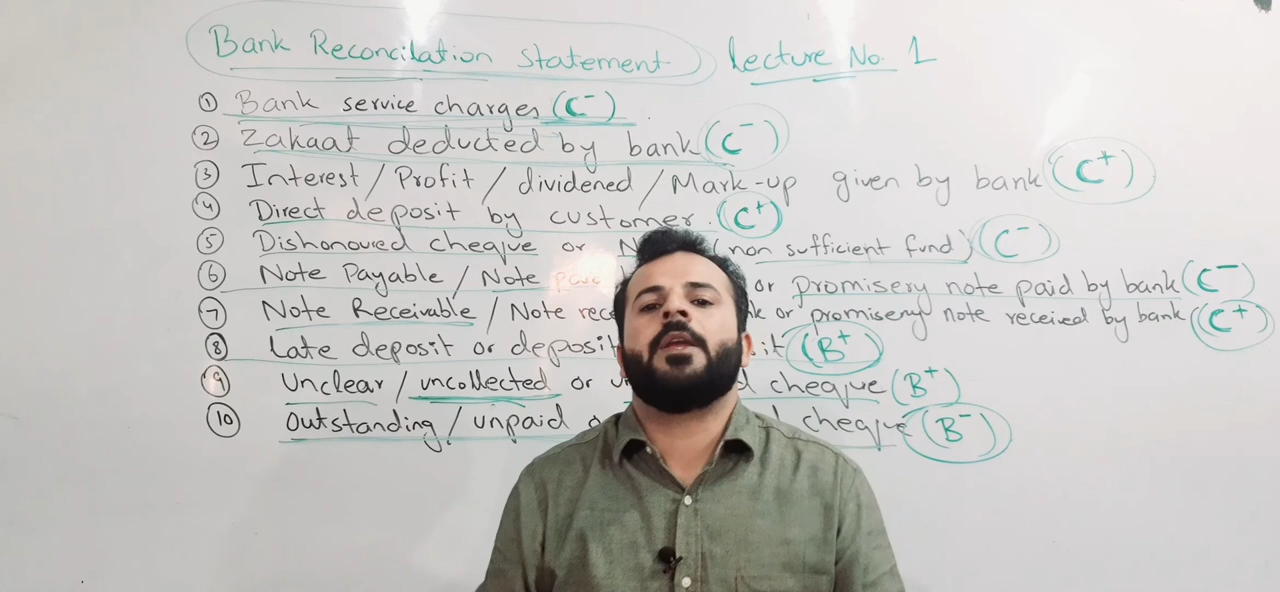 Bank Reconcilation Statement lecture No. 1
① Bank service charges (C⁻)
② Zakaat deducted by bank (C⁻)
③ Interest / Profit / dividened / Mark-up given by bank (C⁺)
④ Direct deposit by customer. (C⁺)
⑤ Dishonoured cheque or (non sufficient fund) (C⁻)
⑥ Note Payable / Note or promisery note paid by bank (C⁻)
⑦ Note Receivable / Note or promisery note received by bank (C⁺)
⑧ Late deposit or deposit (B⁺)
⑨ Unclear / uncollected or cheque (B⁺)
⑩ Outstanding / unpaid cheque (B⁻)